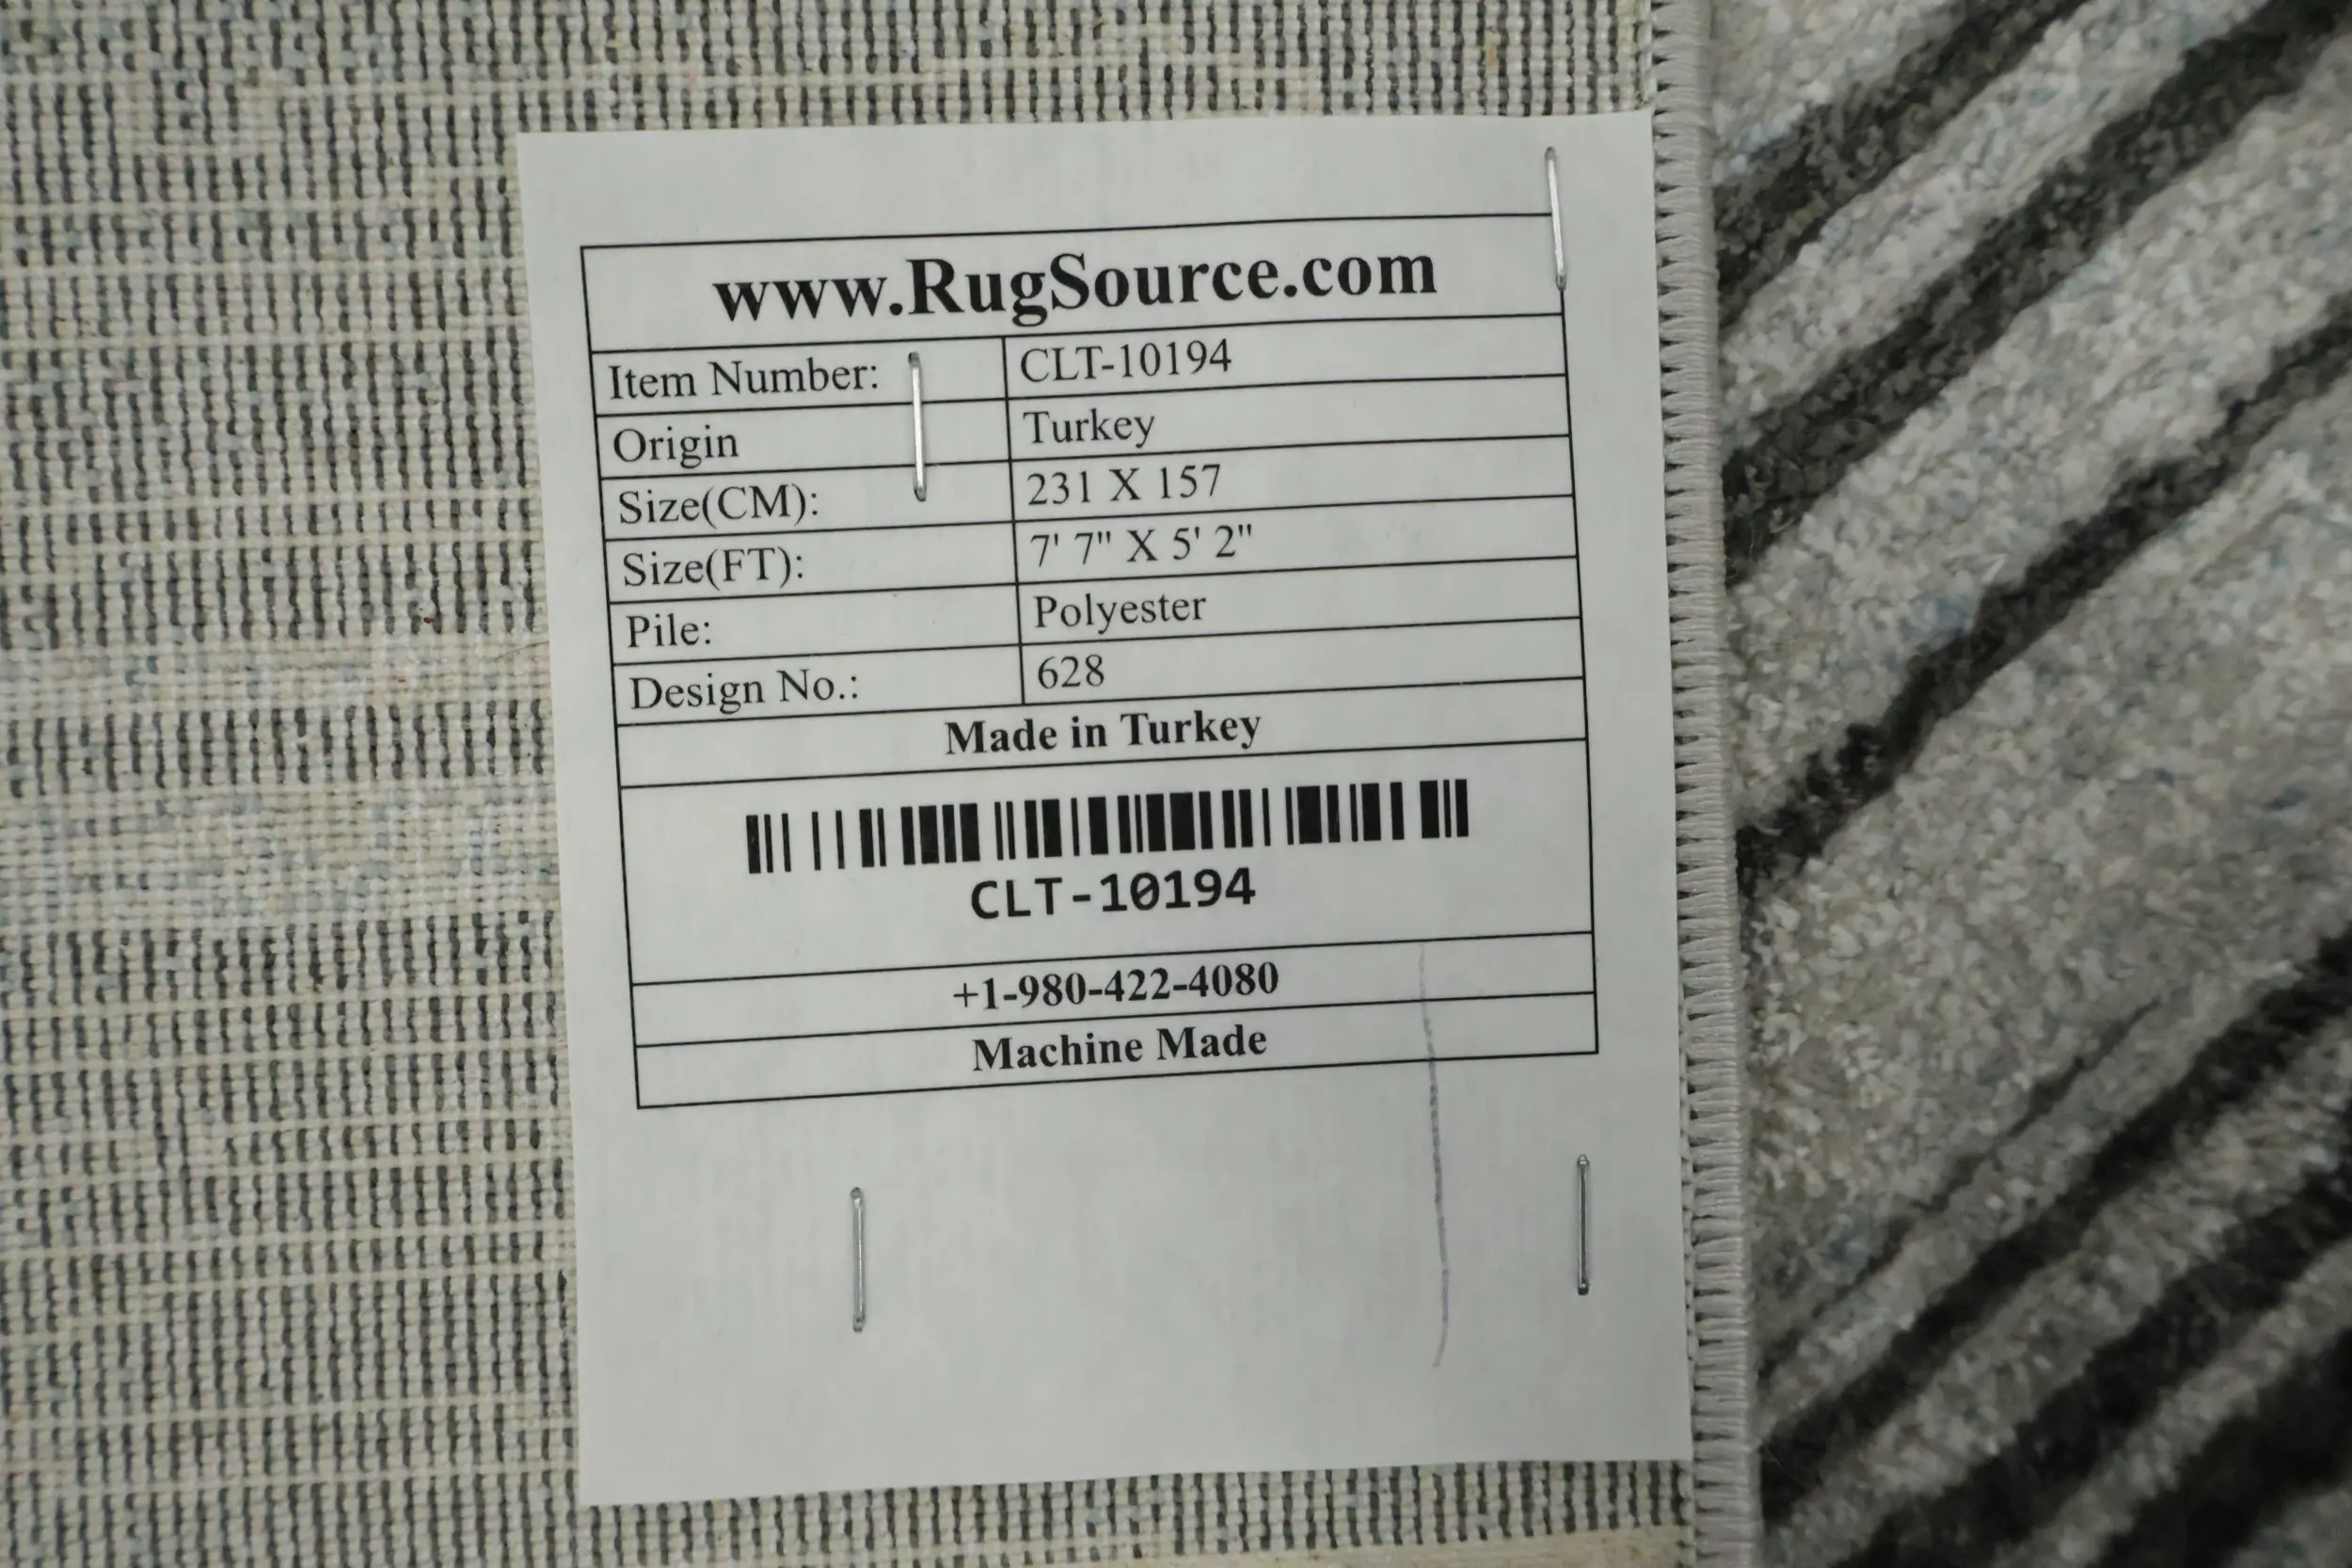 www.RugSource.com
Item Number: CLT-10194
Origin Turkey
Size(CM): 231 X 157
Size(FT): 7' 7" X 5' 2"
Pile: Polyester
Design No.: 628
Made in Turkey
CLT-10194
+1-980-422-4080
Machine Made